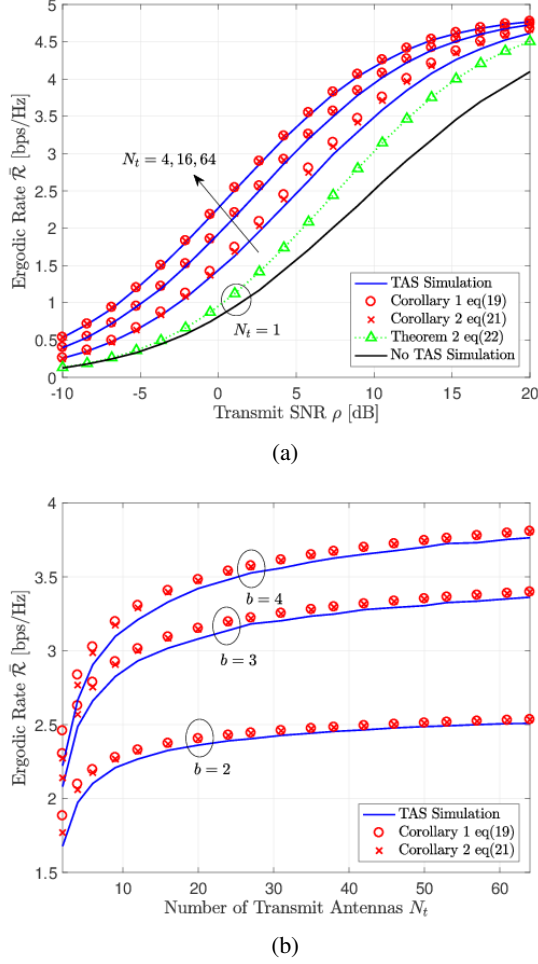 5
4.5
4
3.5
3
2.5
2
1.5
1
0.5
0
Ergodic Rate R̄ [bps/Hz]
N_t = 4, 16, 64
N_t = 1
TAS Simulation
Corollary 1 eq(19)
Corollary 2 eq(21)
Theorem 2 eq(22)
No TAS Simulation
-10 -5 0 5 10 15 20
Transmit SNR ρ [dB]
(a)
4
3.5
3
2.5
2
1.5
Ergodic Rate R̄ [bps/Hz]
b = 4
b = 3
b = 2
TAS Simulation
Corollary 1 eq(19)
Corollary 2 eq(21)
10 20 30 40 50 60
Number of Transmit Antennas N_t
(b)